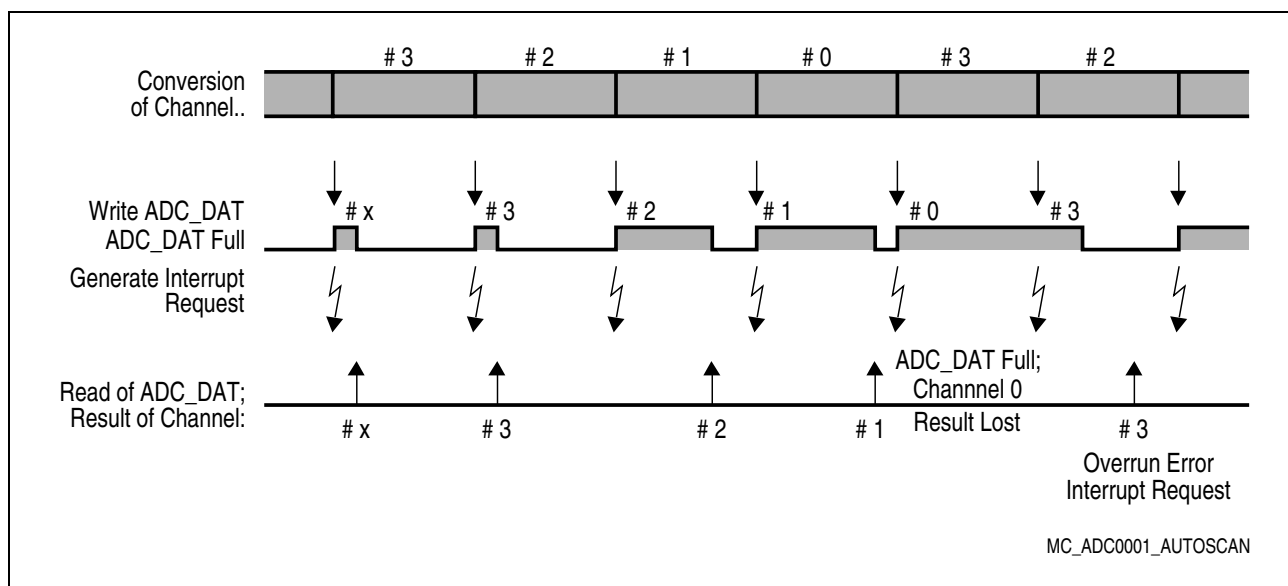 # 3 # 2 # 1 # 0 # 3 # 2
Conversion
of Channel..
Write ADC_DAT
# x # 3 # 2 # 1 # 0 # 3
ADC_DAT Full
Generate Interrupt
Request
ADC_DAT Full;
Channnel 0
Result Lost
Read of ADC_DAT;
Result of Channel:
# x # 3 # 2 # 1 # 3
Overrun Error
Interrupt Request
MC_ADC0001_AUTOSCAN